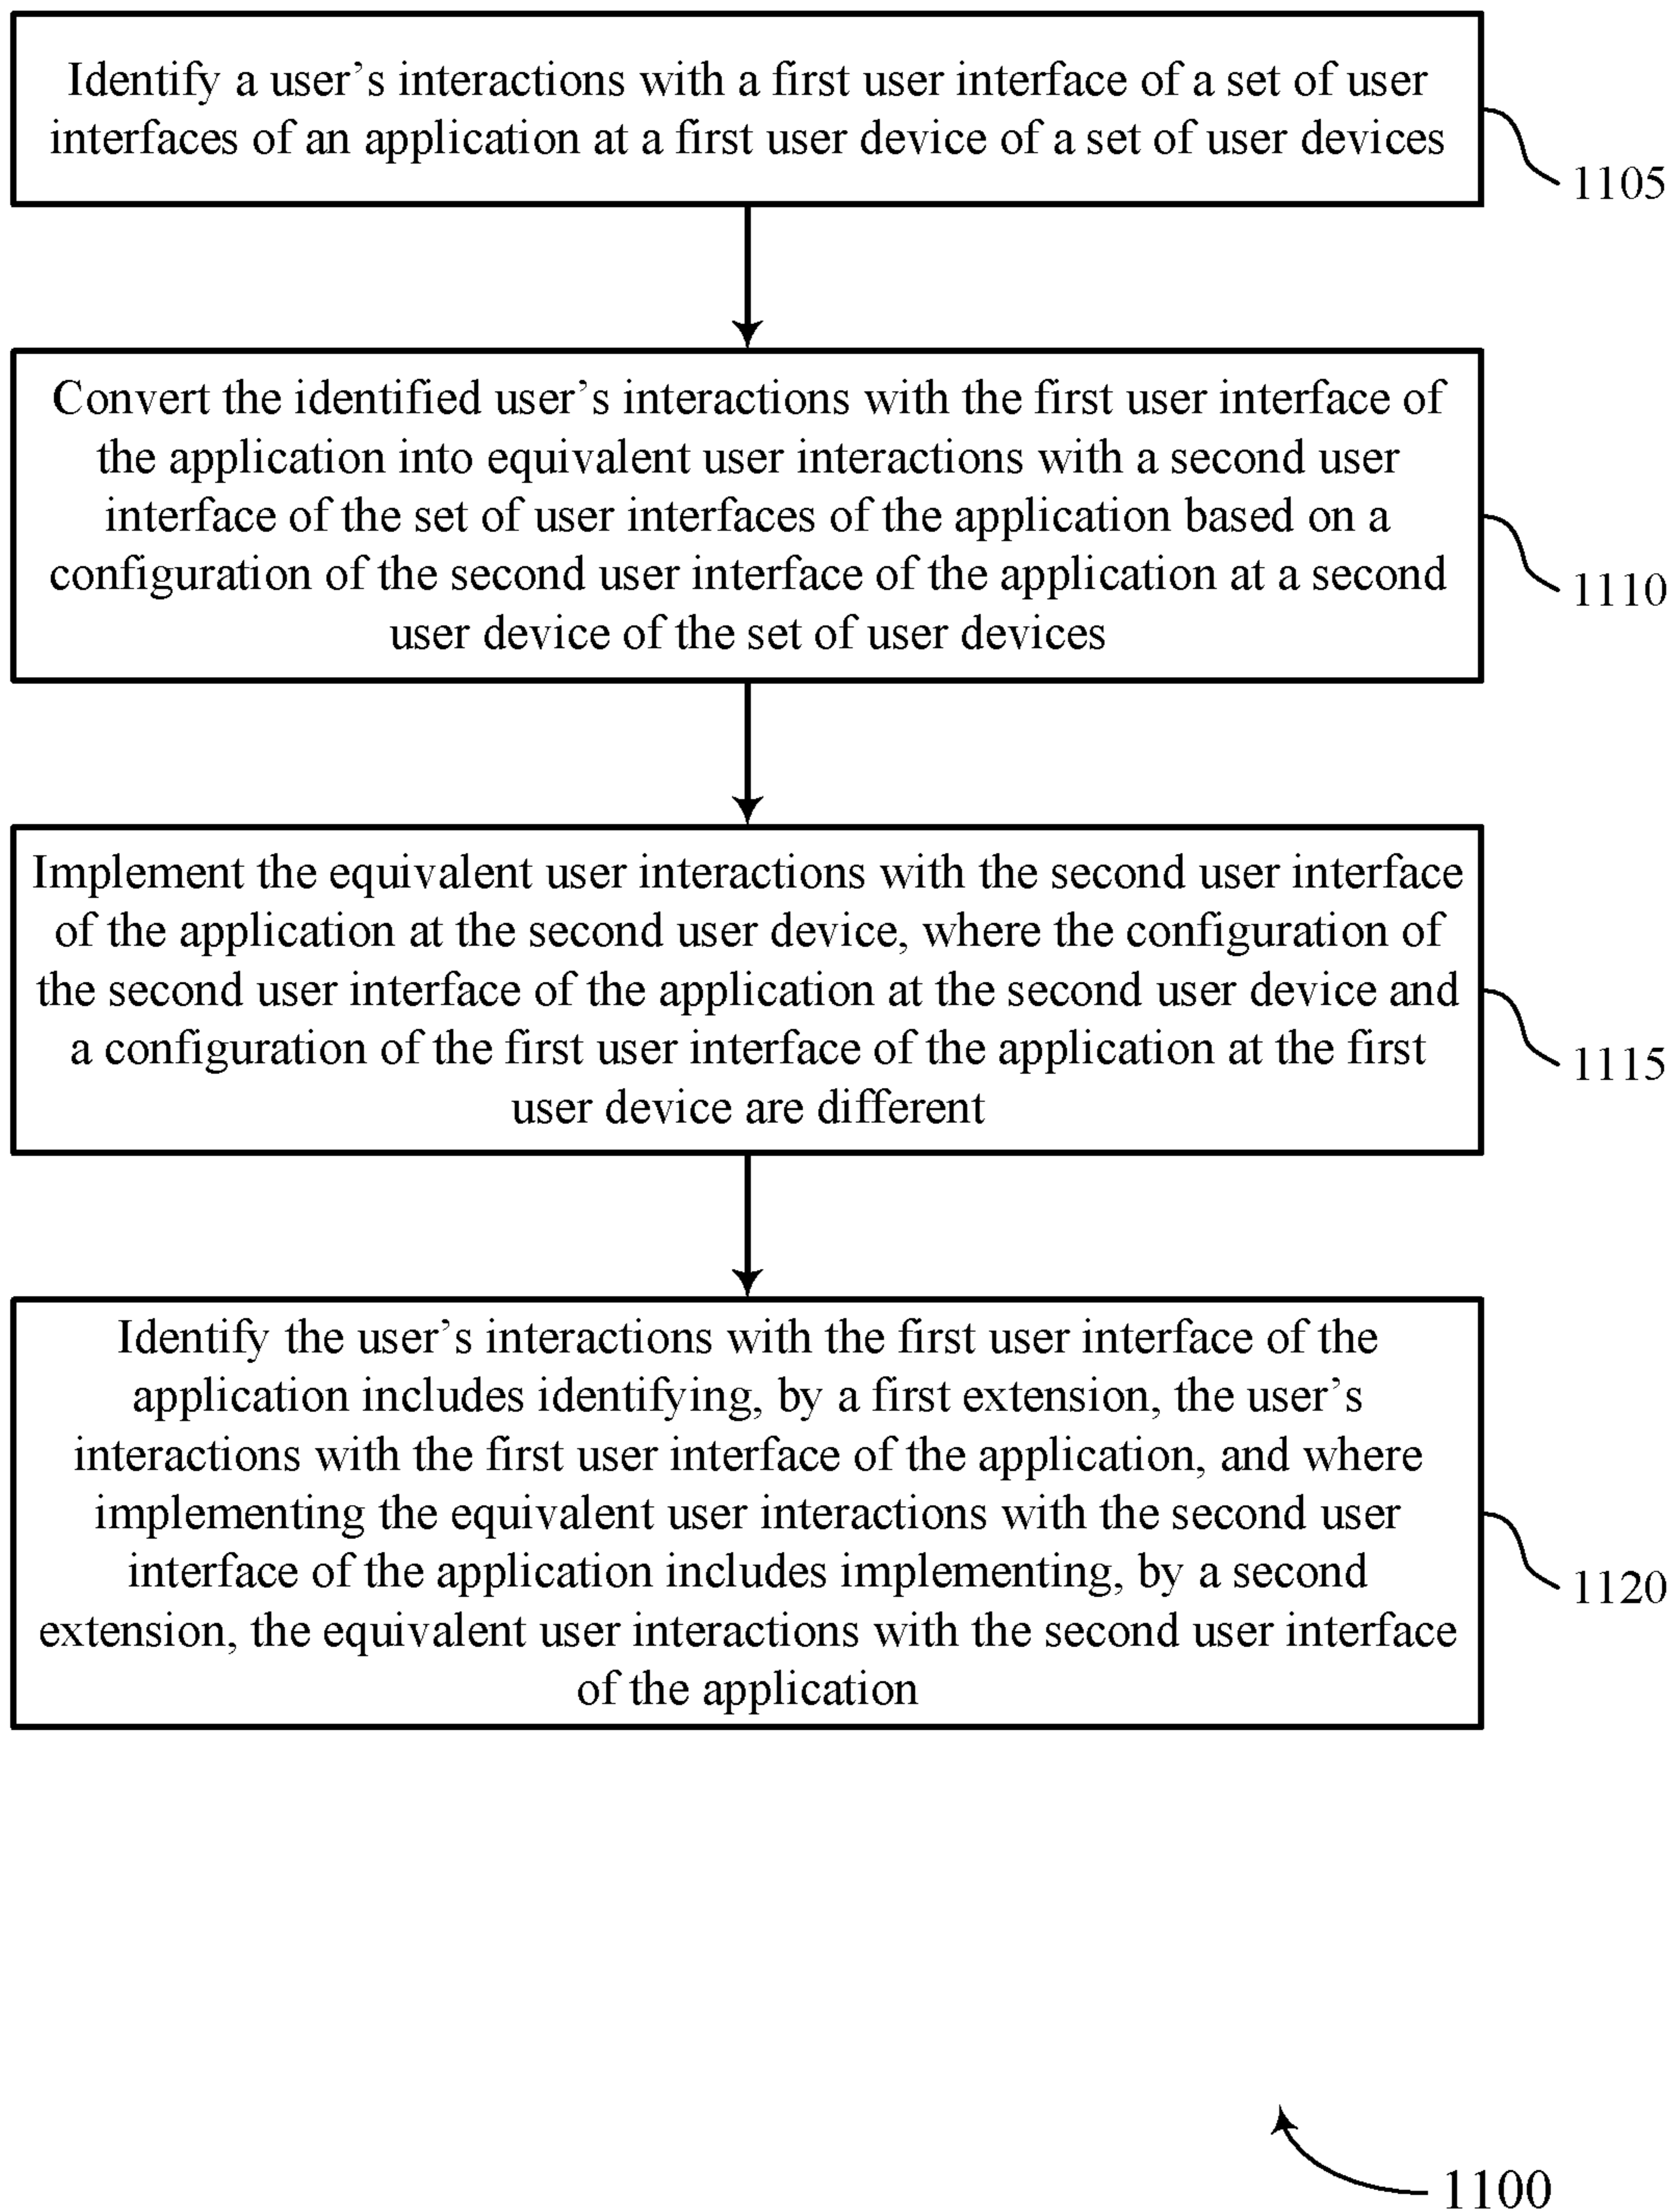 Identify a user’s interactions with a first user interface of a set of user
interfaces of an application at a first user device of a set of user devices
1105
Convert the identified user’s interactions with the first user interface of
the application into equivalent user interactions with a second user
interface of the set of user interfaces of the application based on a
configuration of the second user interface of the application at a second
user device of the set of user devices
1110
Implement the equivalent user interactions with the second user interface
of the application at the second user device, where the configuration of
the second user interface of the application at the second user device and
a configuration of the first user interface of the application at the first
user device are different
1115
Identify the user’s interactions with the first user interface of the
application includes identifying, by a first extension, the user’s
interactions with the first user interface of the application, and where
implementing the equivalent user interactions with the second user
interface of the application includes implementing, by a second
extension, the equivalent user interactions with the second user interface
of the application
1120
1100